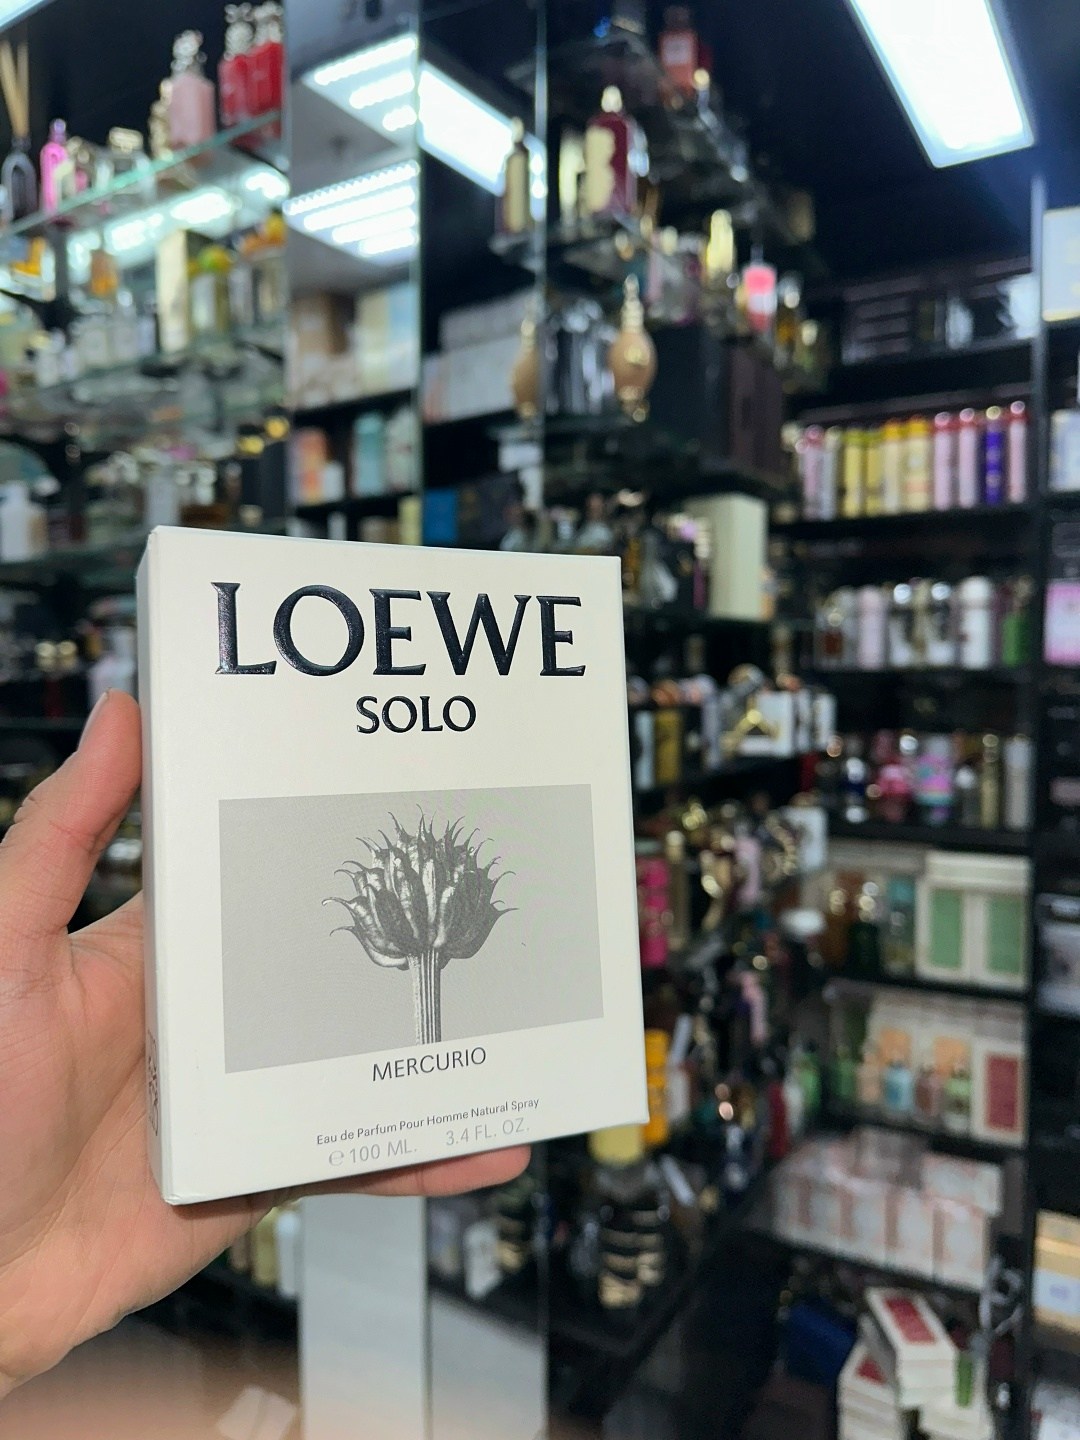 LOEWE
SOLO
MERCURIO
Eau de Parfum Pour Homme Natural Spray
℮ 100 ML. 3.4 FL. OZ.